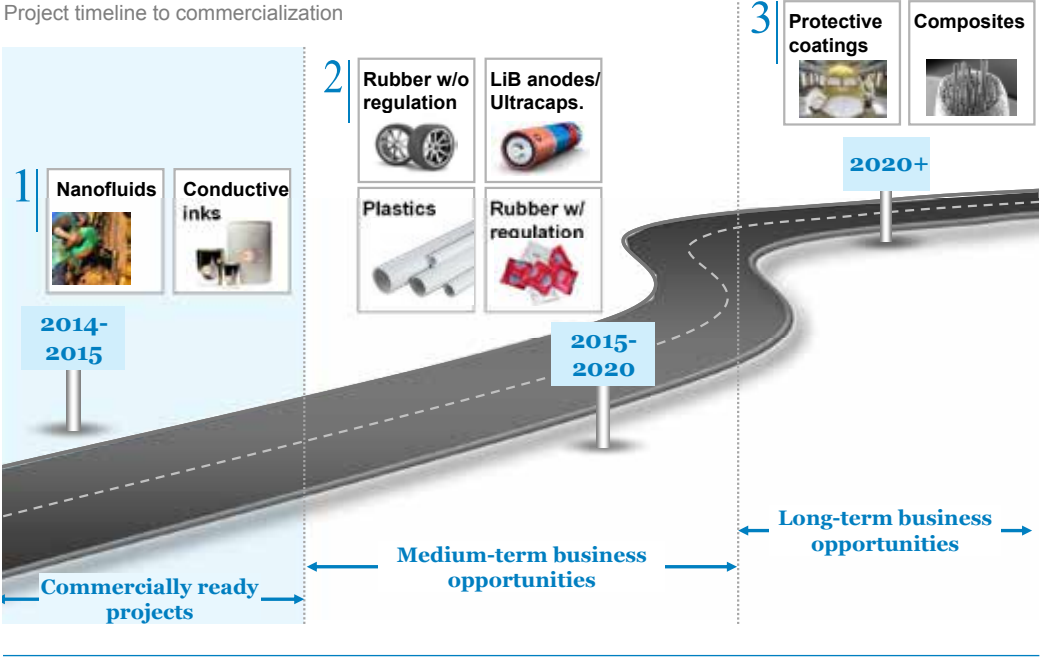 Project timeline to commercialization
1
Nanofluids
Conductive
inks
2014-
2015
Commercially ready
projects
2
Rubber w/o
regulation
LiB anodes/
Ultracaps.
Plastics
Rubber w/
regulation
2015-
2020
Medium-term business
opportunities
3
Protective
coatings
Composites
2020+
Long-term business
opportunities